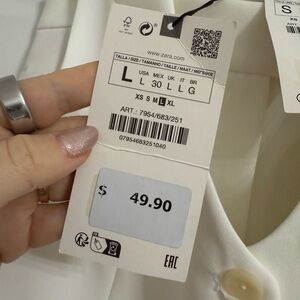 www.zara.com
TALLA / SIZE / TAMANHO / TAILLE / MAAT /
L
USA MEX UK IT BR
L 30 L L G
XS S M L XL
ART.: 7954/683/251
07954683251040
$ 49.90
EAC
S
XS